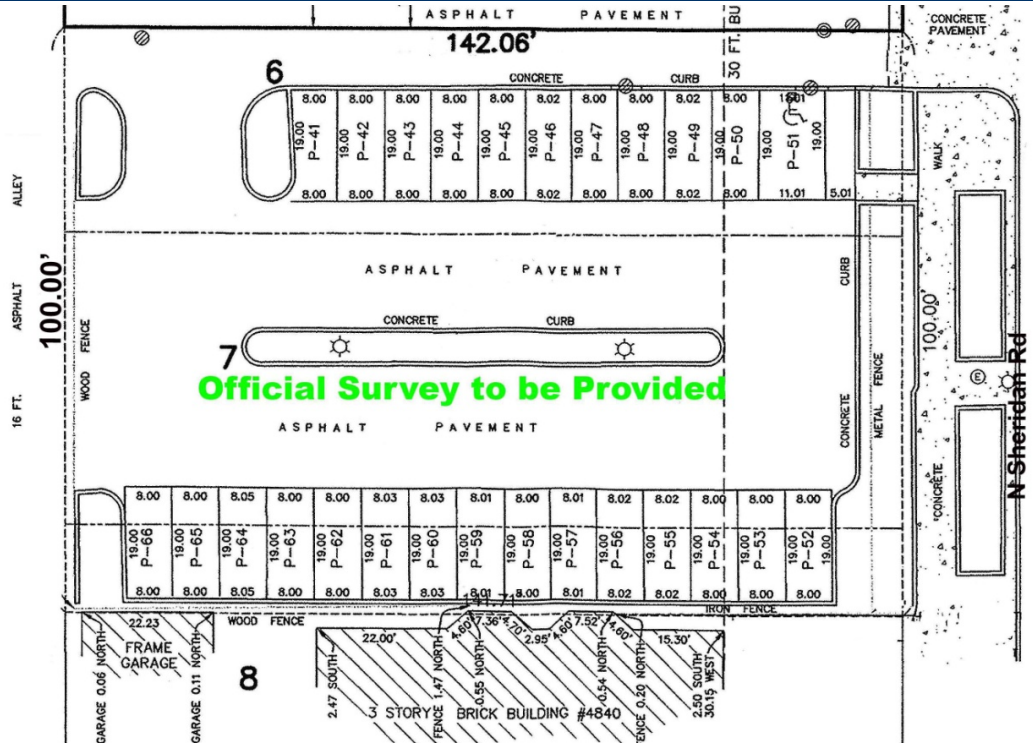 ASPHALT PAVEMENT
CONCRETE
PAVEMENT
142.06'
30 FT. BU
6
CONCRETE CURB
8.00 8.00 8.00 8.00 8.00 8.02 8.00 8.02 8.02 8.00
19.00 P-41 19.00 P-42 19.00 P-43 19.00 P-44 19.00 P-45 19.00 P-46 19.00 P-47 19.00 P-48 19.00 P-49 19.00 P-50 19.00 P-51 19.00
8.00 8.00 8.00 8.00 8.00 8.02 8.00 8.02 8.02 8.00 11.01 5.01
WALK
16 FT. ASPHALT ALLEY
100.00'
WOOD FENCE
ASPHALT PAVEMENT
CONCRETE CURB
7
Official Survey to be Provided
ASPHALT PAVEMENT
CONCRETE CURB
METAL FENCE
100.00'
CONCRETE
E
N Sheridan Rd
8.00 8.00 8.05 8.00 8.00 8.03 8.03 8.01 8.00 8.01 8.02 8.02 8.00 8.00 8.00
19.00 P-66 19.00 P-65 19.00 P-64 19.00 P-63 19.00 P-62 19.00 P-61 19.00 P-60 19.00 P-59 19.00 P-58 19.00 P-57 19.00 P-56 19.00 P-55 19.00 P-54 19.00 P-53 19.00 P-52 19.00
8.00 8.00 8.05 8.00 8.00 8.03 8.03 8.01 8.00 8.01 8.02 8.02 8.00 8.00 8.00
IRON FENCE
WOOD FENCE
22.23
FRAME
GARAGE
GARAGE 0.06 NORTH
GARAGE 0.11 NORTH
8
22.00' 4.60' 7.36' 4.70' 2.95' 4.60' 7.52' 4.60' 15.30'
2.47 SOUTH
FENCE 1.47 NORTH
0.55 NORTH
0.54 NORTH
FENCE 0.20 NORTH
2.50 SOUTH
30.15 WEST
3 STORY BRICK BUILDING #4840